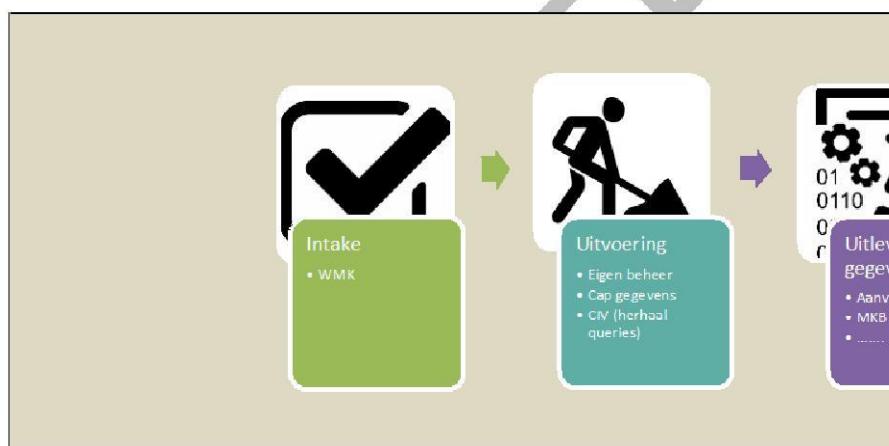 Intake
• WMK
Uitvoering
• Eigen beheer
• Cap gegevens
• CIV (herhaal
queries)
01
0110
Uitlev
gegev
• Aanv
• MKB
• ......